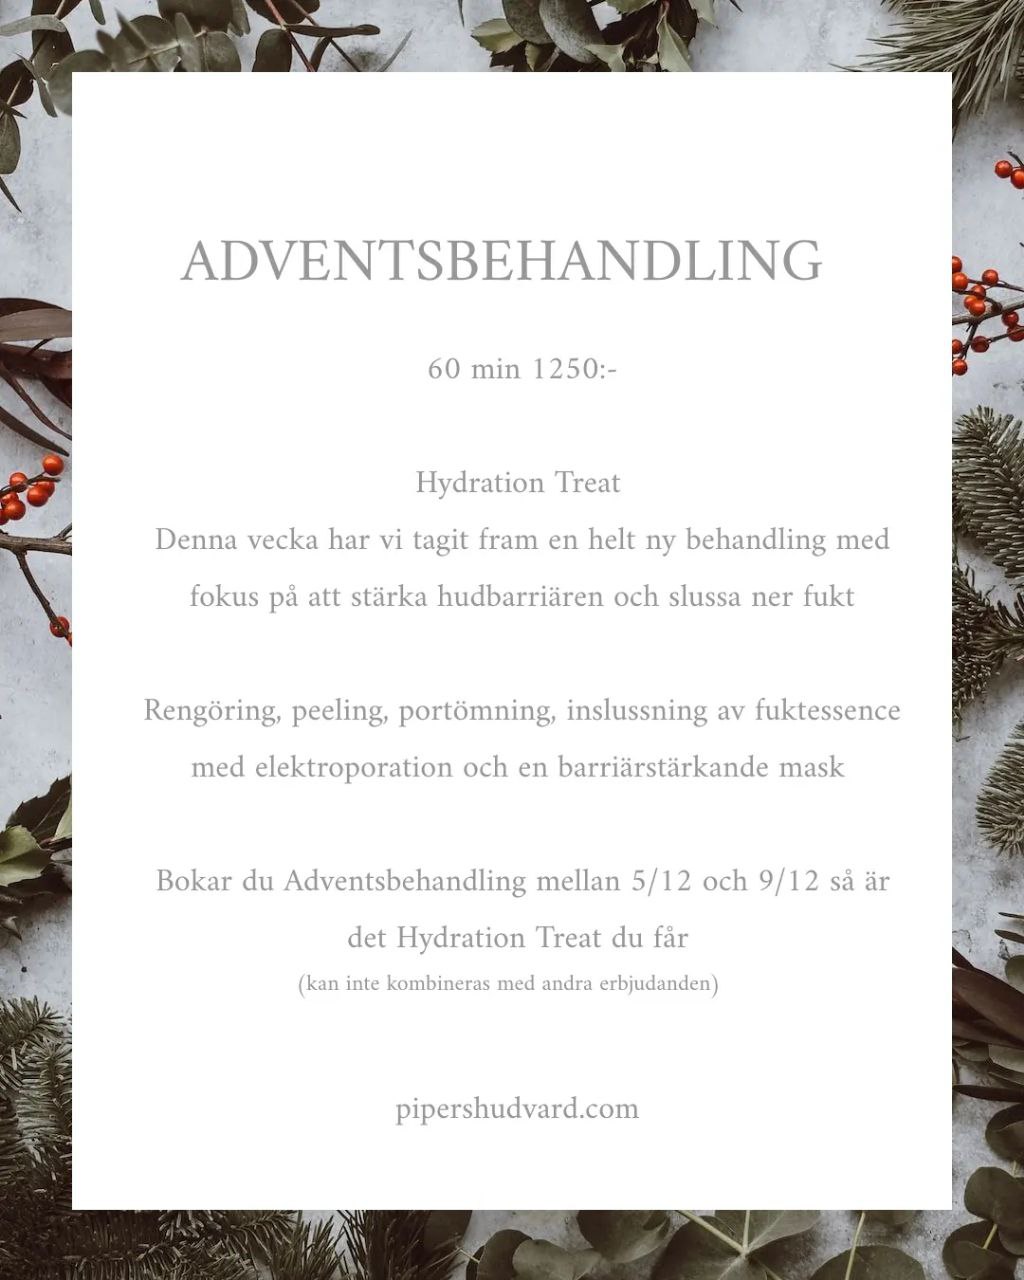 ADVENTSBEHANDLING
60 min 1250:-
Hydration Treat
Denna vecka har vi tagit fram en helt ny behandling med
fokus på att stärka hudbarriären och slussa ner fukt
Rengöring, peeling, portömning, inslussning av fuktessence
med elektroporation och en barriärstärkande mask
Bokar du Adventsbehandling mellan 5/12 och 9/12 så är
det Hydration Treat du får
(kan inte kombineras med andra erbjudanden)
pipershudvard.com